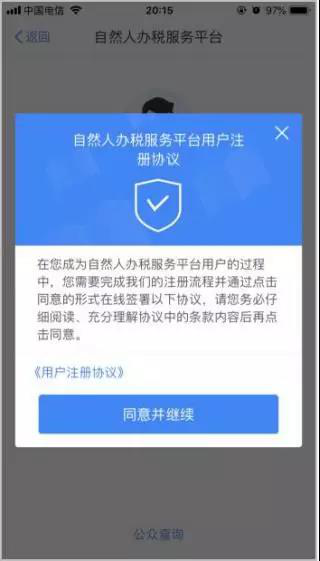 中国电信 20:15 97%
返回 自然人办税服务平台
自然人办税服务平台用户注
册协议
在您成为自然人办税服务平台用户的过程
中，您需要完成我们的注册流程并通过点击
同意的形式在线签署以下协议，请您务必仔
细阅读、充分理解协议中的条款内容后再点
击同意。
《用户注册协议》
同意并继续
公众查询